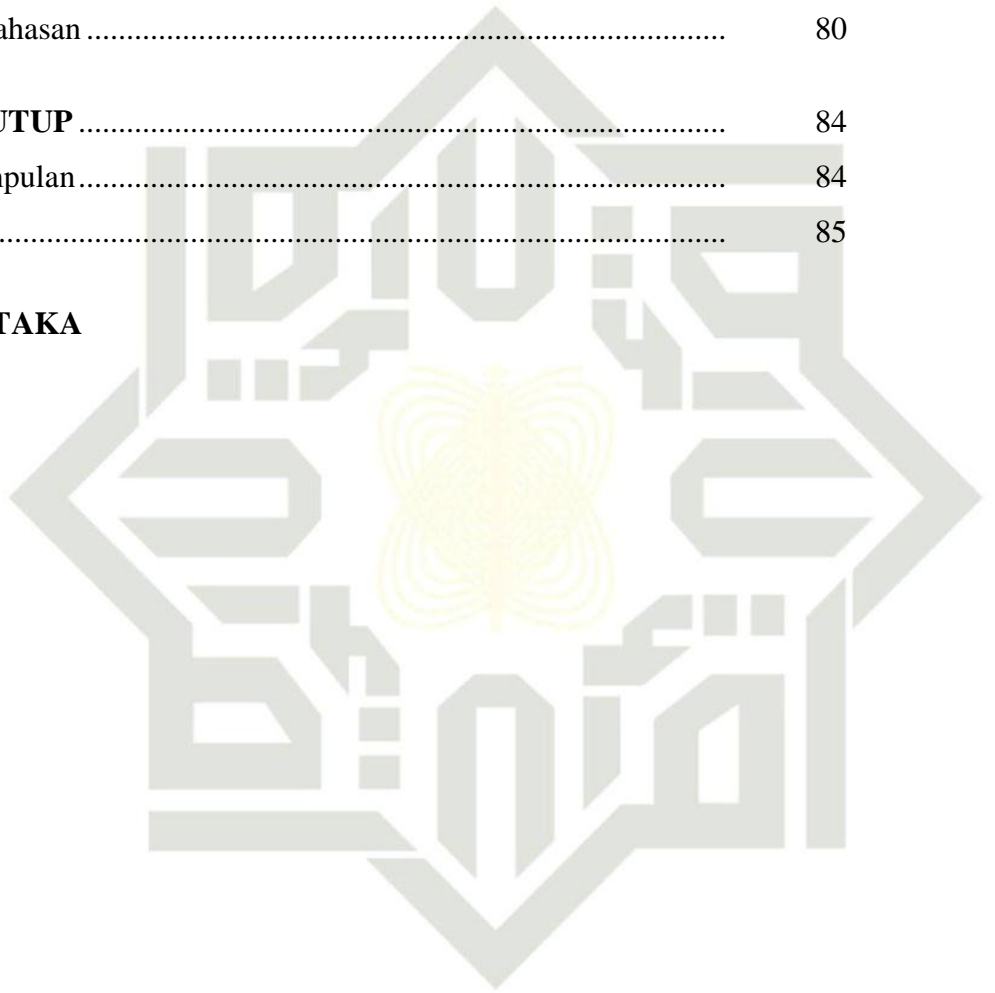 ahasan ........................................................................ 80
UTUP ........................................................................ 84
npulan ........................................................................ 84
........................................................................ 85
TAKA